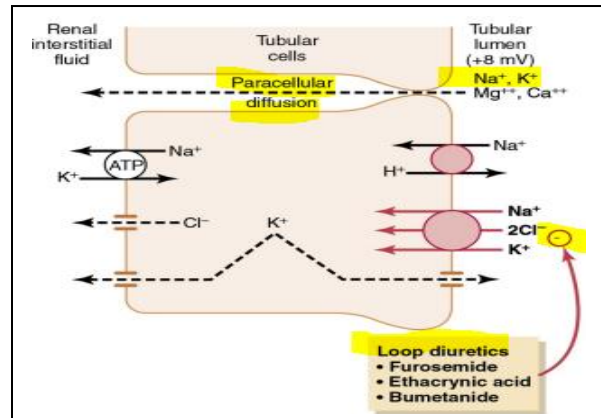 Renal
interstitial
fluid
Tubular
cells
Tubular
lumen
(+8 mV)
Paracellular
diffusion
Na⁺, K⁺
Mg⁺⁺, Ca⁺⁺
Na⁺
ATP
K⁺
Na⁺
H⁺
Cl⁻
K⁺
Na⁺
2Cl⁻
-
K⁺
Loop diuretics
• Furosemide
• Ethacrynic acid
• Bumetanide